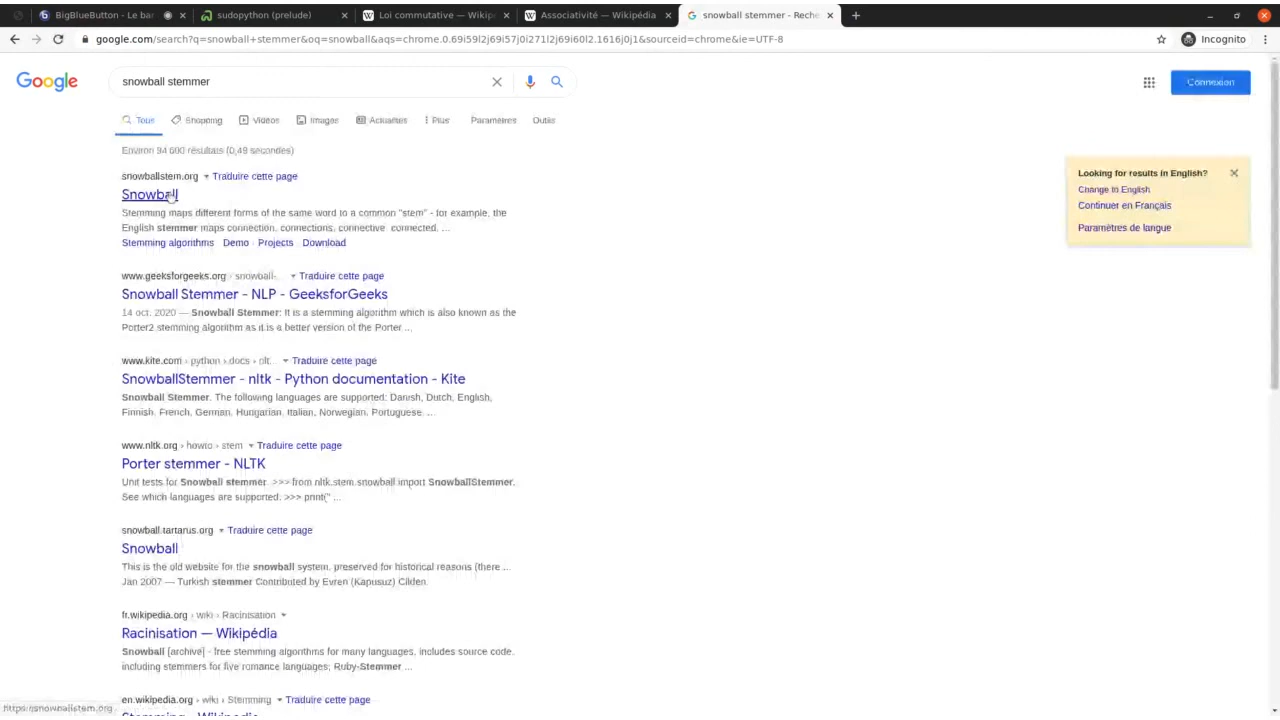 BigBlueButton - Le ba
sudopython (prelude)
Loi commutative — Wikip
Associativité — Wikipédia
snowball stemmer - Reche
google.com/search?q=snowball+stemmer&oq=snowball&aqs=chrome.0.69i59l2j69i57j0i271l2j69i60l2.1616j0j1&sourceid=chrome&ie=UTF-8
Incognito
Google
snowball stemmer
Connexion
Tous Shopping Vidéos Images Actualités Plus Paramètres Outils
Environ 94 600 résultats (0,49 secondes)
snowballstem.org Traduire cette page
Snowball
Stemming maps different forms of the same word to a common "stem" - for example, the
English stemmer maps connection, connections, connective, connected, ...
Stemming algorithms · Demo · Projects · Download
www.geeksforgeeks.org › snowball-... Traduire cette page
Snowball Stemmer - NLP - GeeksforGeeks
14 oct. 2020 — Snowball Stemmer: It is a stemming algorithm which is also known as the
Porter2 stemming algorithm as it is a better version of the Porter ...
www.kite.com › python › docs › nlt... Traduire cette page
SnowballStemmer - nltk - Python documentation - Kite
Snowball Stemmer. The following languages are supported: Danish, Dutch, English,
Finnish, French, German, Hungarian, Italian, Norwegian, Portuguese, ...
www.nltk.org › howto › stem Traduire cette page
Porter stemmer - NLTK
Unit tests for Snowball stemmer. >>> from nltk.stem.snowball import SnowballStemmer.
See which languages are supported. >>> print(" ...
snowball.tartarus.org Traduire cette page
Snowball
This is the old website for the snowball system, preserved for historical reasons (there ...
Jan 2007 — Turkish stemmer Contributed by Evren (Kapusuz) Cilden.
fr.wikipedia.org › wiki › Racinisation
Racinisation — Wikipédia
Snowball [archive] - free stemming algorithms for many languages, includes source code,
including stemmers for five romance languages; Ruby-Stemmer ...
en.wikipedia.org › wiki › Stemming Traduire cette page
Stemming - Wikipedia
Looking for results in English?
Change to English
Continuer en Français
Paramètres de langue
https://snowballstem.org